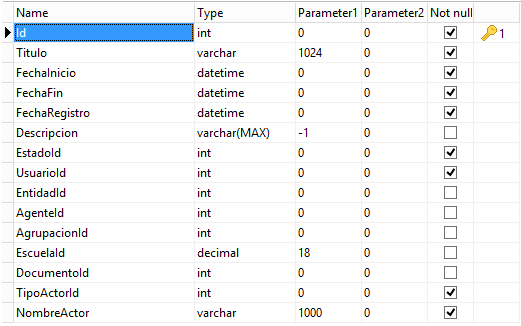 Name Type Parameter1 Parameter2 Not null
Id int 0 0 1
Titulo varchar 1024 0
FechaInicio datetime 0 0
FechaFin datetime 0 0
FechaRegistro datetime 0 0
Descripcion varchar(MAX) -1 0
EstadoId int 0 0
UsuarioId int 0 0
EntidadId int 0 0
AgenteId int 0 0
AgrupacionId int 0 0
EscuelaId decimal 18 0
DocumentoId int 0 0
TipoActorId int 0 0
NombreActor varchar 1000 0